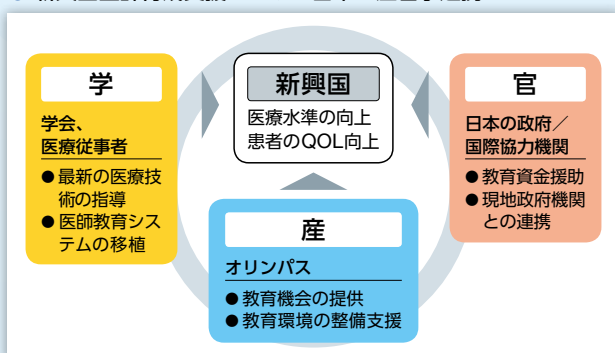 学
学会、
医療従事者
●最新の医療技
術の指導
●医師教育シス
テムの移植
新興国
医療水準の向上
患者のQOL向上
官
日本の政府／
国際協力機関
●教育資金援助
●現地政府機関
との連携
産
オリンパス
●教育機会の提供
●教育環境の整備支援